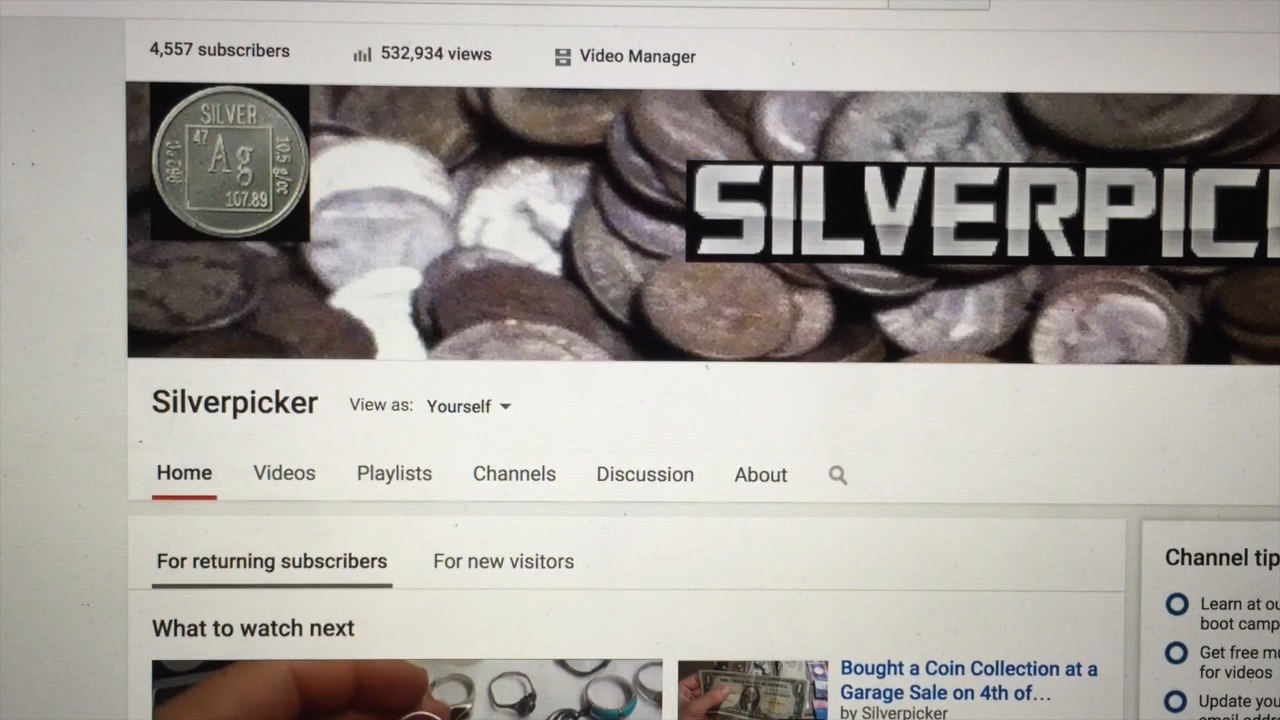 4,557 subscribers
532,934 views
Video Manager
SILVER
47
Ag
10.5 g/cc
107.89
SILVERPIC
Silverpicker
View as: Yourself
Home
Videos
Playlists
Channels
Discussion
About
For returning subscribers
For new visitors
What to watch next
Bought a Coin Collection at a
Garage Sale on 4th of...
by Silverpicker
Channel tip
Learn at ou
boot camp
Get free mu
for videos
Update you